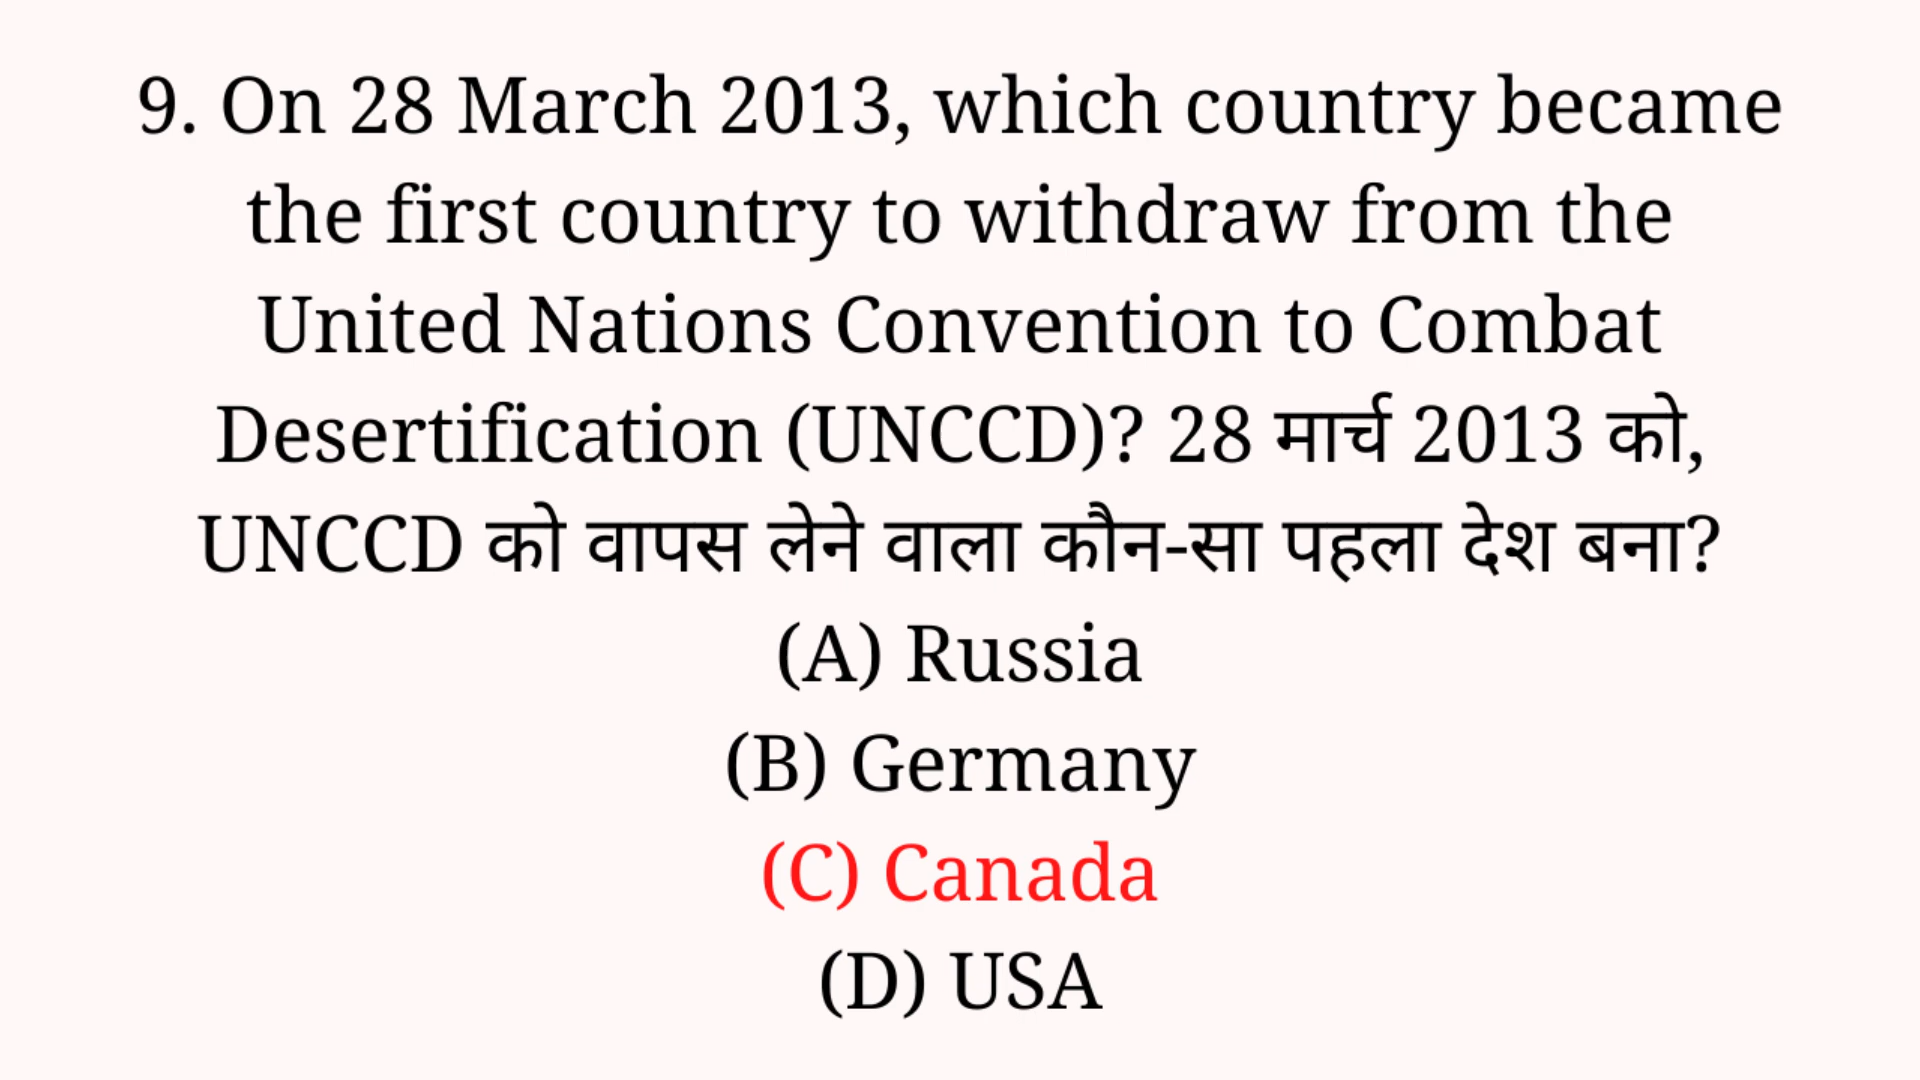 9. On 28 March 2013, which country became
the first country to withdraw from the
United Nations Convention to Combat
Desertification (UNCCD)? 28 मार्च 2013 को,
UNCCD को वापस लेने वाला कौन-सा पहला देश बना?
(A) Russia
(B) Germany
(C) Canada
(D) USA